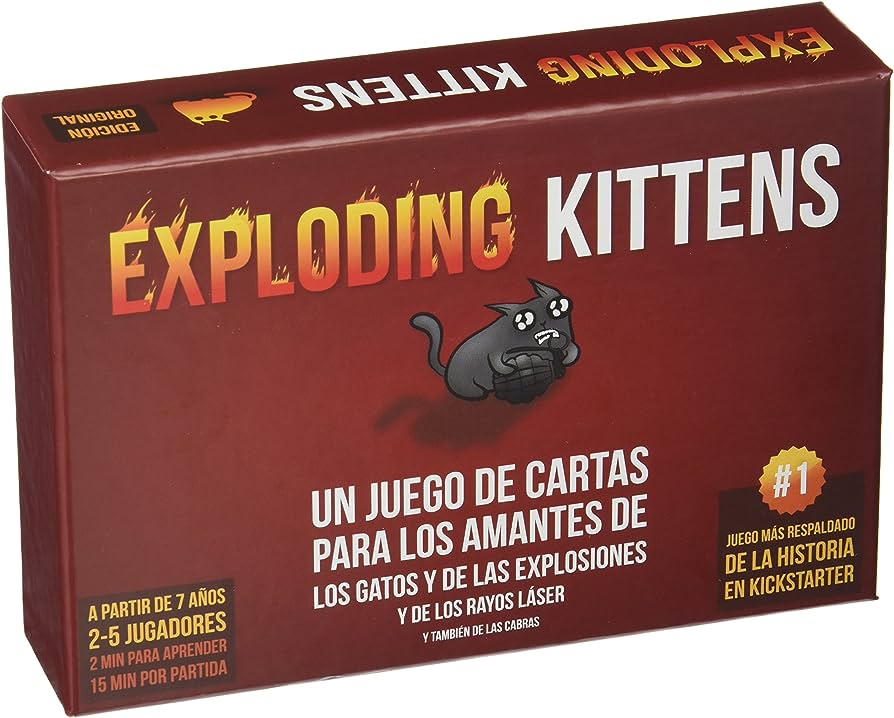 EDICIÓN
ORIGINAL
EXPLODING KITTENS
EXPLODING KITTENS
UN JUEGO DE CARTAS
PARA LOS AMANTES DE
LOS GATOS Y DE LAS EXPLOSIONES
Y DE LOS RAYOS LÁSER
Y TAMBIÉN DE LAS CABRAS
A PARTIR DE 7 AÑOS
2-5 JUGADORES
2 MIN PARA APRENDER
15 MIN POR PARTIDA
#1
JUEGO MÁS RESPALDADO
DE LA HISTORIA
EN KICKSTARTER